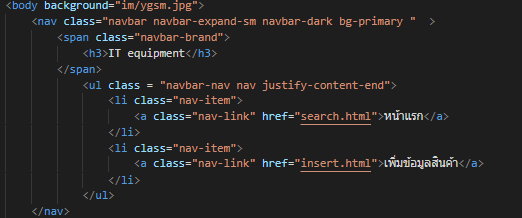 <body background="im/ygsm.jpg">
<nav class="navbar navbar-expand-sm navbar-dark bg-primary "  >
<span class="navbar-brand">
<h3>IT equipment</h3>
</span>
<ul class = "navbar-nav nav justify-content-end">
<li class="nav-item">
<a class="nav-link" href="search.html">หน้าแรก</a>
</li>
<li class="nav-item">
<a class="nav-link" href="insert.html">เพิ่มข้อมูลสินค้า</a>
</li>
</ul>
</nav>